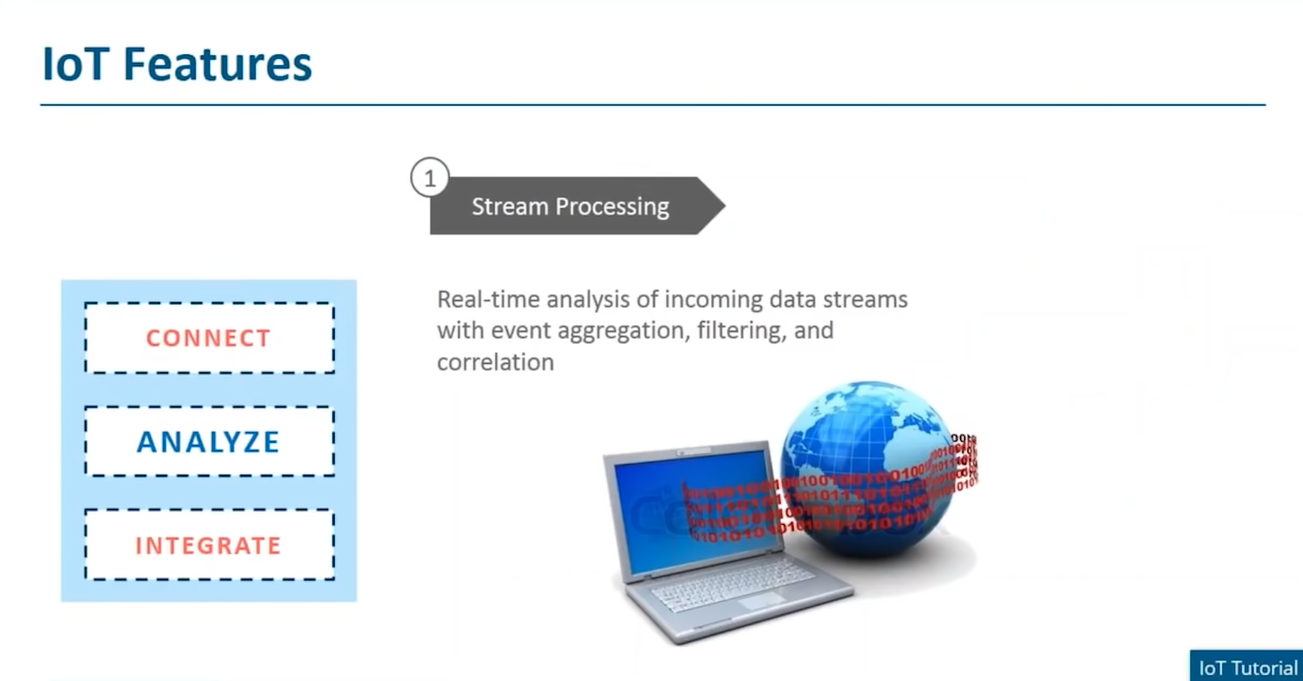 IoT Features
1
Stream Processing
Real-time analysis of incoming data streams
with event aggregation, filtering, and
correlation
CONNECT
ANALYZE
INTEGRATE
IoT Tutorial